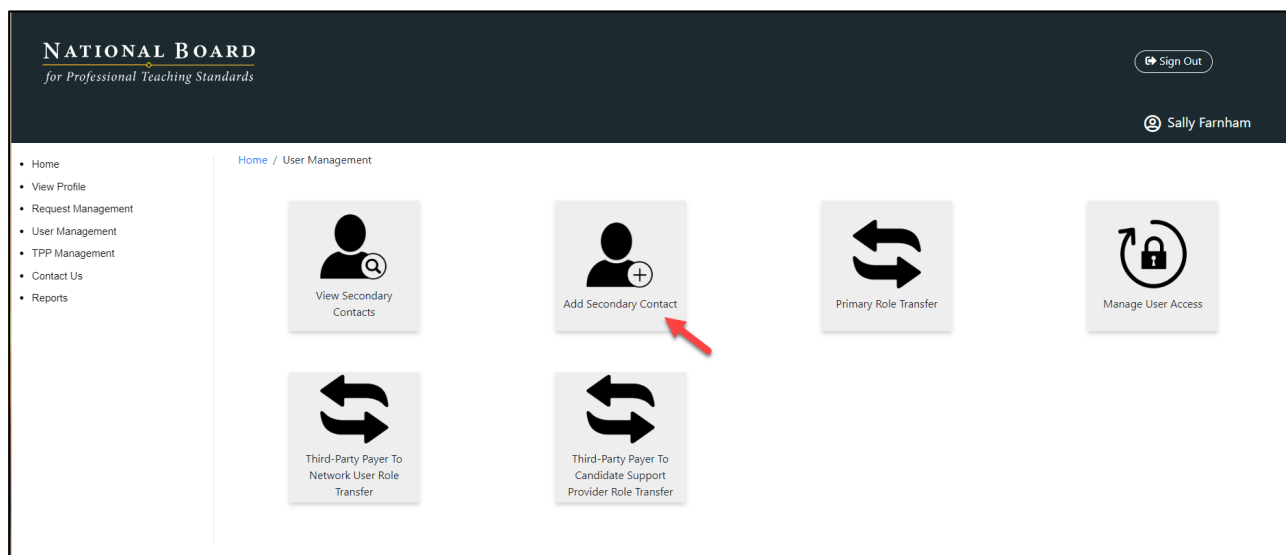 NATIONAL BOARD
for Professional Teaching Standards
Sign Out
Sally Farnham
Home
View Profile
Request Management
User Management
TPP Management
Contact Us
Reports
Home / User Management
View Secondary
Contacts
Add Secondary Contact
Primary Role Transfer
Manage User Access
Third-Party Payer To
Network User Role
Transfer
Third-Party Payer To
Candidate Support
Provider Role Transfer